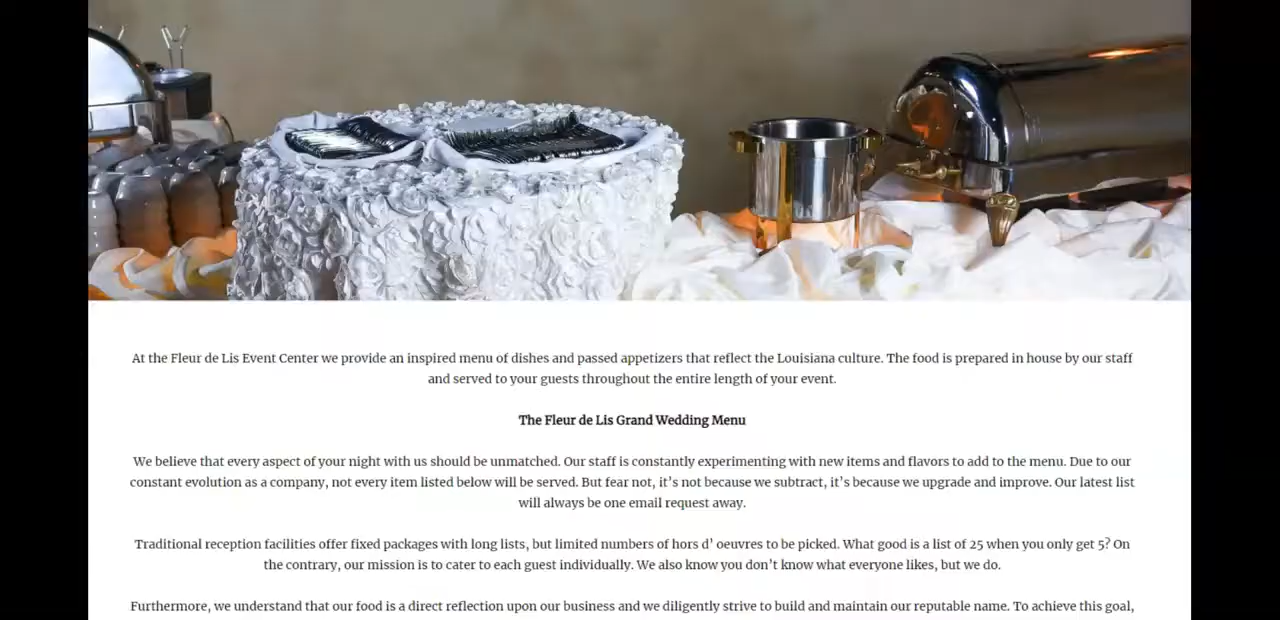 At the Fleur de Lis Event Center we provide an inspired menu of dishes and passed appetizers that reflect the Louisiana culture. The food is prepared in house by our staff
and served to your guests throughout the entire length of your event.
The Fleur de Lis Grand Wedding Menu
We believe that every aspect of your night with us should be unmatched. Our staff is constantly experimenting with new items and flavors to add to the menu. Due to our
constant evolution as a company, not every item listed below will be served. But fear not, it’s not because we subtract, it’s because we upgrade and improve. Our latest list
will always be one email request away.
Traditional reception facilities offer fixed packages with long lists, but limited numbers of hors d’ oeuvres to be picked. What good is a list of 25 when you only get 5? On
the contrary, our mission is to cater to each guest individually. We also know you don’t know what everyone likes, but we do.
Furthermore, we understand that our food is a direct reflection upon our business and we diligently strive to build and maintain our reputable name. To achieve this goal,